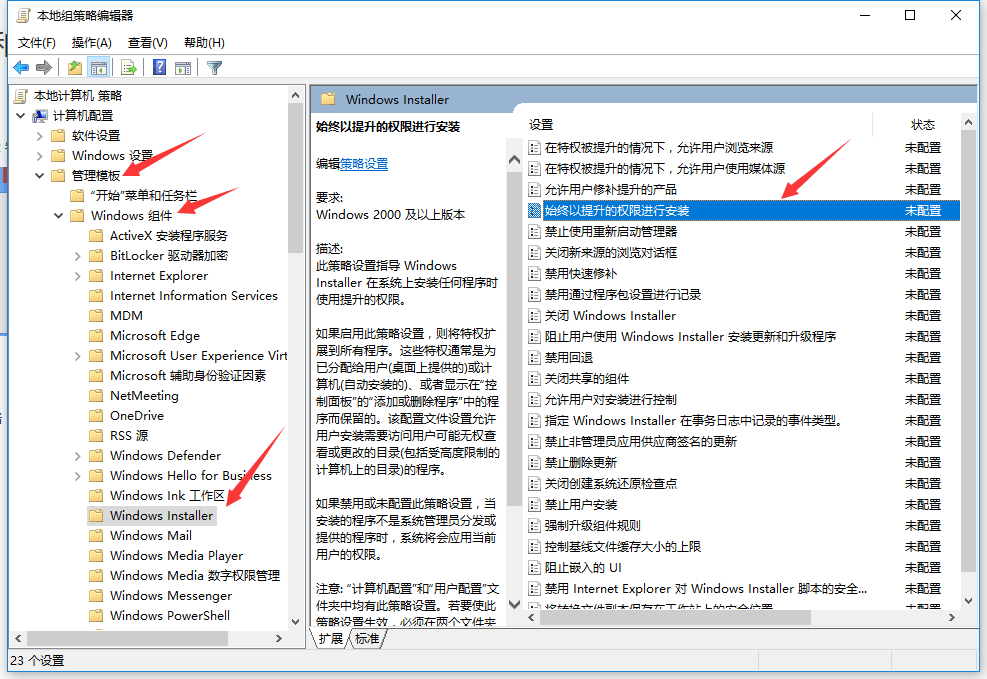 本地组策略编辑器
文件(F) 操作(A) 查看(V) 帮助(H)
本地计算机 策略
计算机配置
软件设置
Windows 设置
管理模板
“开始”菜单和任务栏
Windows 组件
ActiveX 安装程序服务
BitLocker 驱动器加密
Internet Explorer
Internet Information Services
MDM
Microsoft Edge
Microsoft User Experience Virt
Microsoft 辅助身份验证因素
NetMeeting
OneDrive
RSS 源
Windows Defender
Windows Hello for Business
Windows Ink 工作区
Windows Installer
Windows Mail
Windows Media Player
Windows Media 数字权限管理
Windows Messenger
Windows PowerShell
Windows Installer
始终以提升的权限进行安装
编辑策略设置
要求:
Windows 2000 及以上版本
描述:
此策略设置指导 Windows
Installer 在系统上安装任何程序时
使用提升的权限。
如果启用此策略设置，则将特权扩
展到所有程序。这些特权通常是为
已分配给用户(桌面上提供的)或计
算机(自动安装的)、或者显示在“控
制面板”的“添加或删除程序”中的程
序而保留的。该配置文件设置允许
用户安装需要访问用户可能无权查
看或更改的目录(包括受高度限制的
计算机上的目录)的程序。
如果禁用或未配置此策略设置，当
安装的程序不是系统管理员分发或
提供的程序时，系统将会应用当前
用户的权限。
注意: “计算机配置”和“用户配置”文
件夹中均有此策略设置。若要使此
策略设置生效，必须在两个文件夹
设置 状态
在特权被提升的情况下，允许用户浏览来源 未配置
在特权被提升的情况下，允许用户使用媒体源 未配置
允许用户修补提升的产品 未配置
始终以提升的权限进行安装 未配置
禁止使用重新启动管理器 未配置
关闭新来源的浏览对话框 未配置
禁用快速修补 未配置
禁用通过程序包设置进行记录 未配置
关闭 Windows Installer 未配置
阻止用户使用 Windows Installer 安装更新和升级程序 未配置
禁用回退 未配置
关闭共享的组件 未配置
允许用户对安装进行控制 未配置
指定 Windows Installer 在事务日志中记录的事件类型。 未配置
禁止非管理员应用供应商签名的更新 未配置
禁止删除更新 未配置
关闭创建系统还原检查点 未配置
禁止用户安装 未配置
强制升级组件规则 未配置
控制基线文件缓存大小的上限 未配置
阻止嵌入的 UI 未配置
禁用 Internet Explorer 对 Windows Installer 脚本的安全... 未配置
将转换文件副本保存在工作站上的安全位置 未配置
扩展 标准
23 个设置